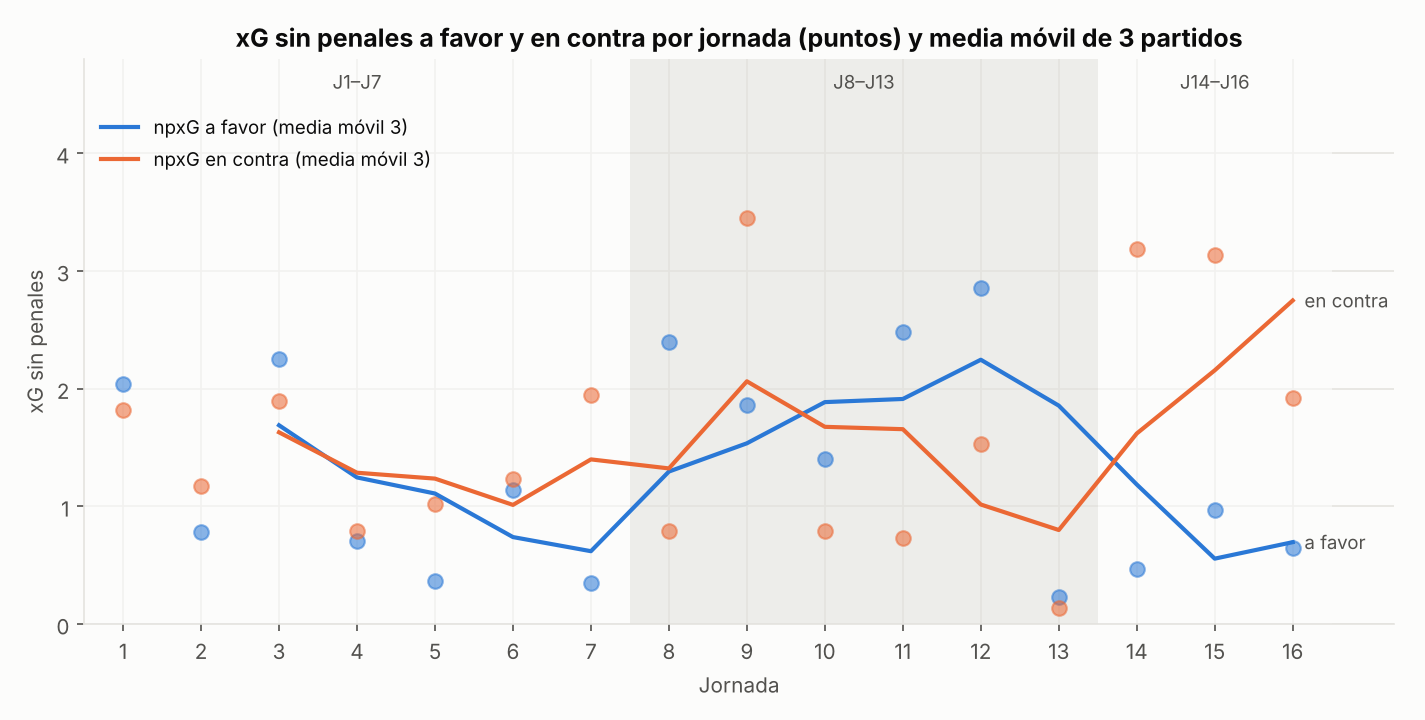 xG sin penales a favor y en contra por jornada (puntos) y media móvil de 3 partidos
J1–J7
J8–J13
J14–J16
npxG a favor (media móvil 3)
npxG en contra (media móvil 3)
4
3
2
1
0
xG sin penales
en contra
a favor
1 2 3 4 5 6 7 8 9 10 11 12 13 14 15 16
Jornada